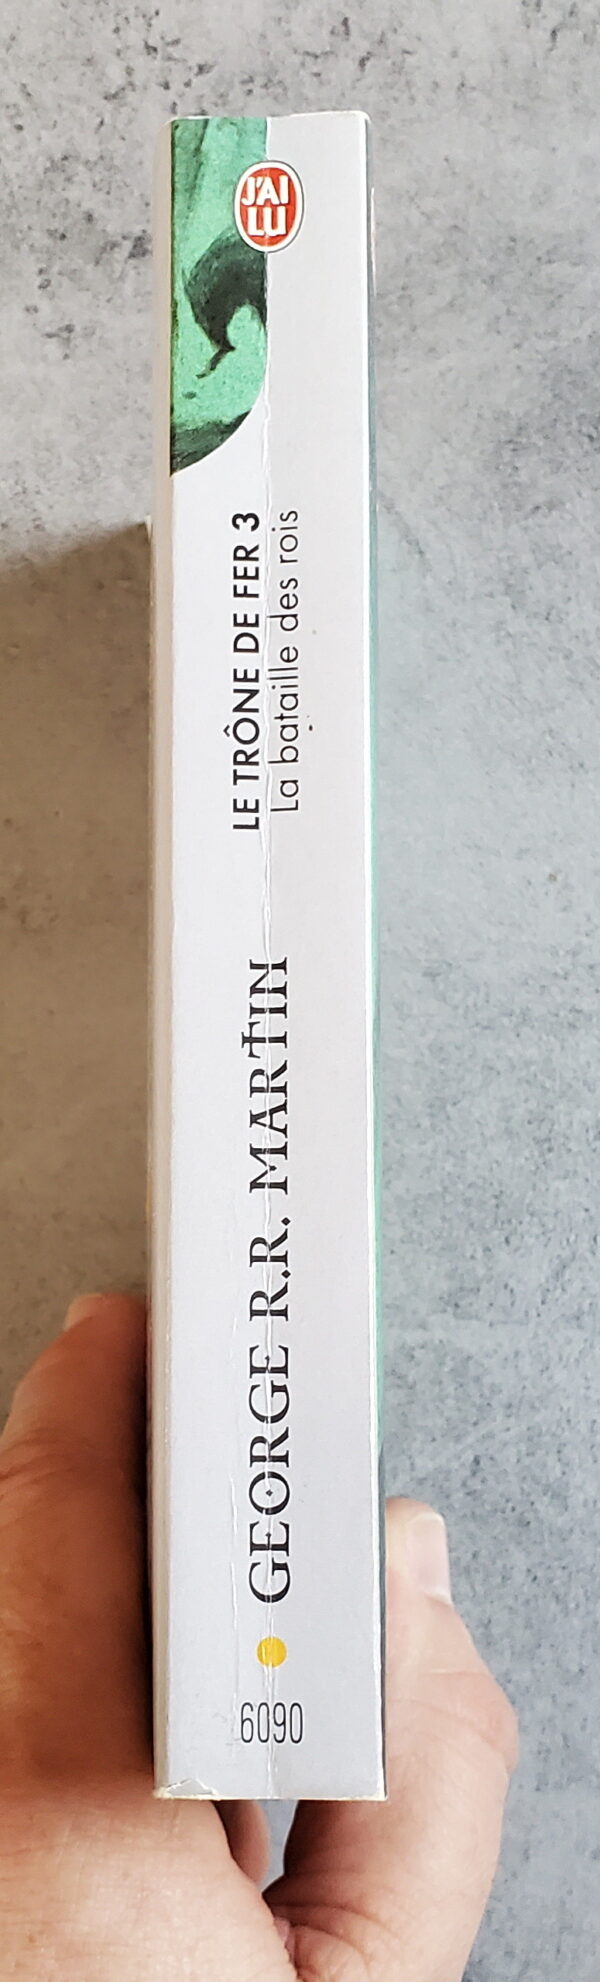 J'AI
LU
LE TRÔNE DE FER 3
La bataille des rois
GEORGE R.R. MARTIN
6090